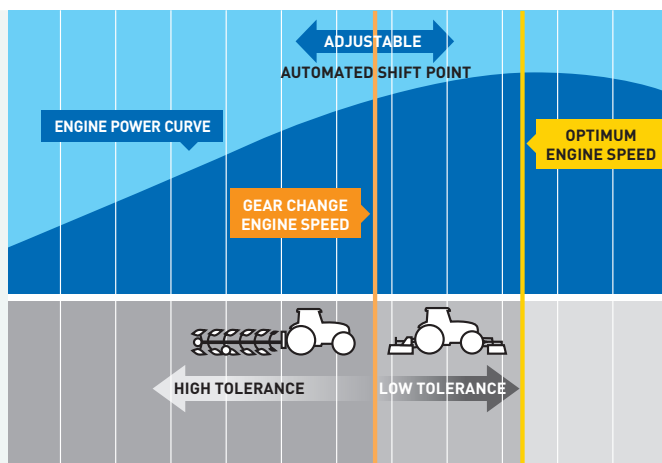 ADJUSTABLE
AUTOMATED SHIFT POINT
ENGINE POWER CURVE
OPTIMUM
ENGINE SPEED
GEAR CHANGE
ENGINE SPEED
HIGH TOLERANCE
LOW TOLERANCE